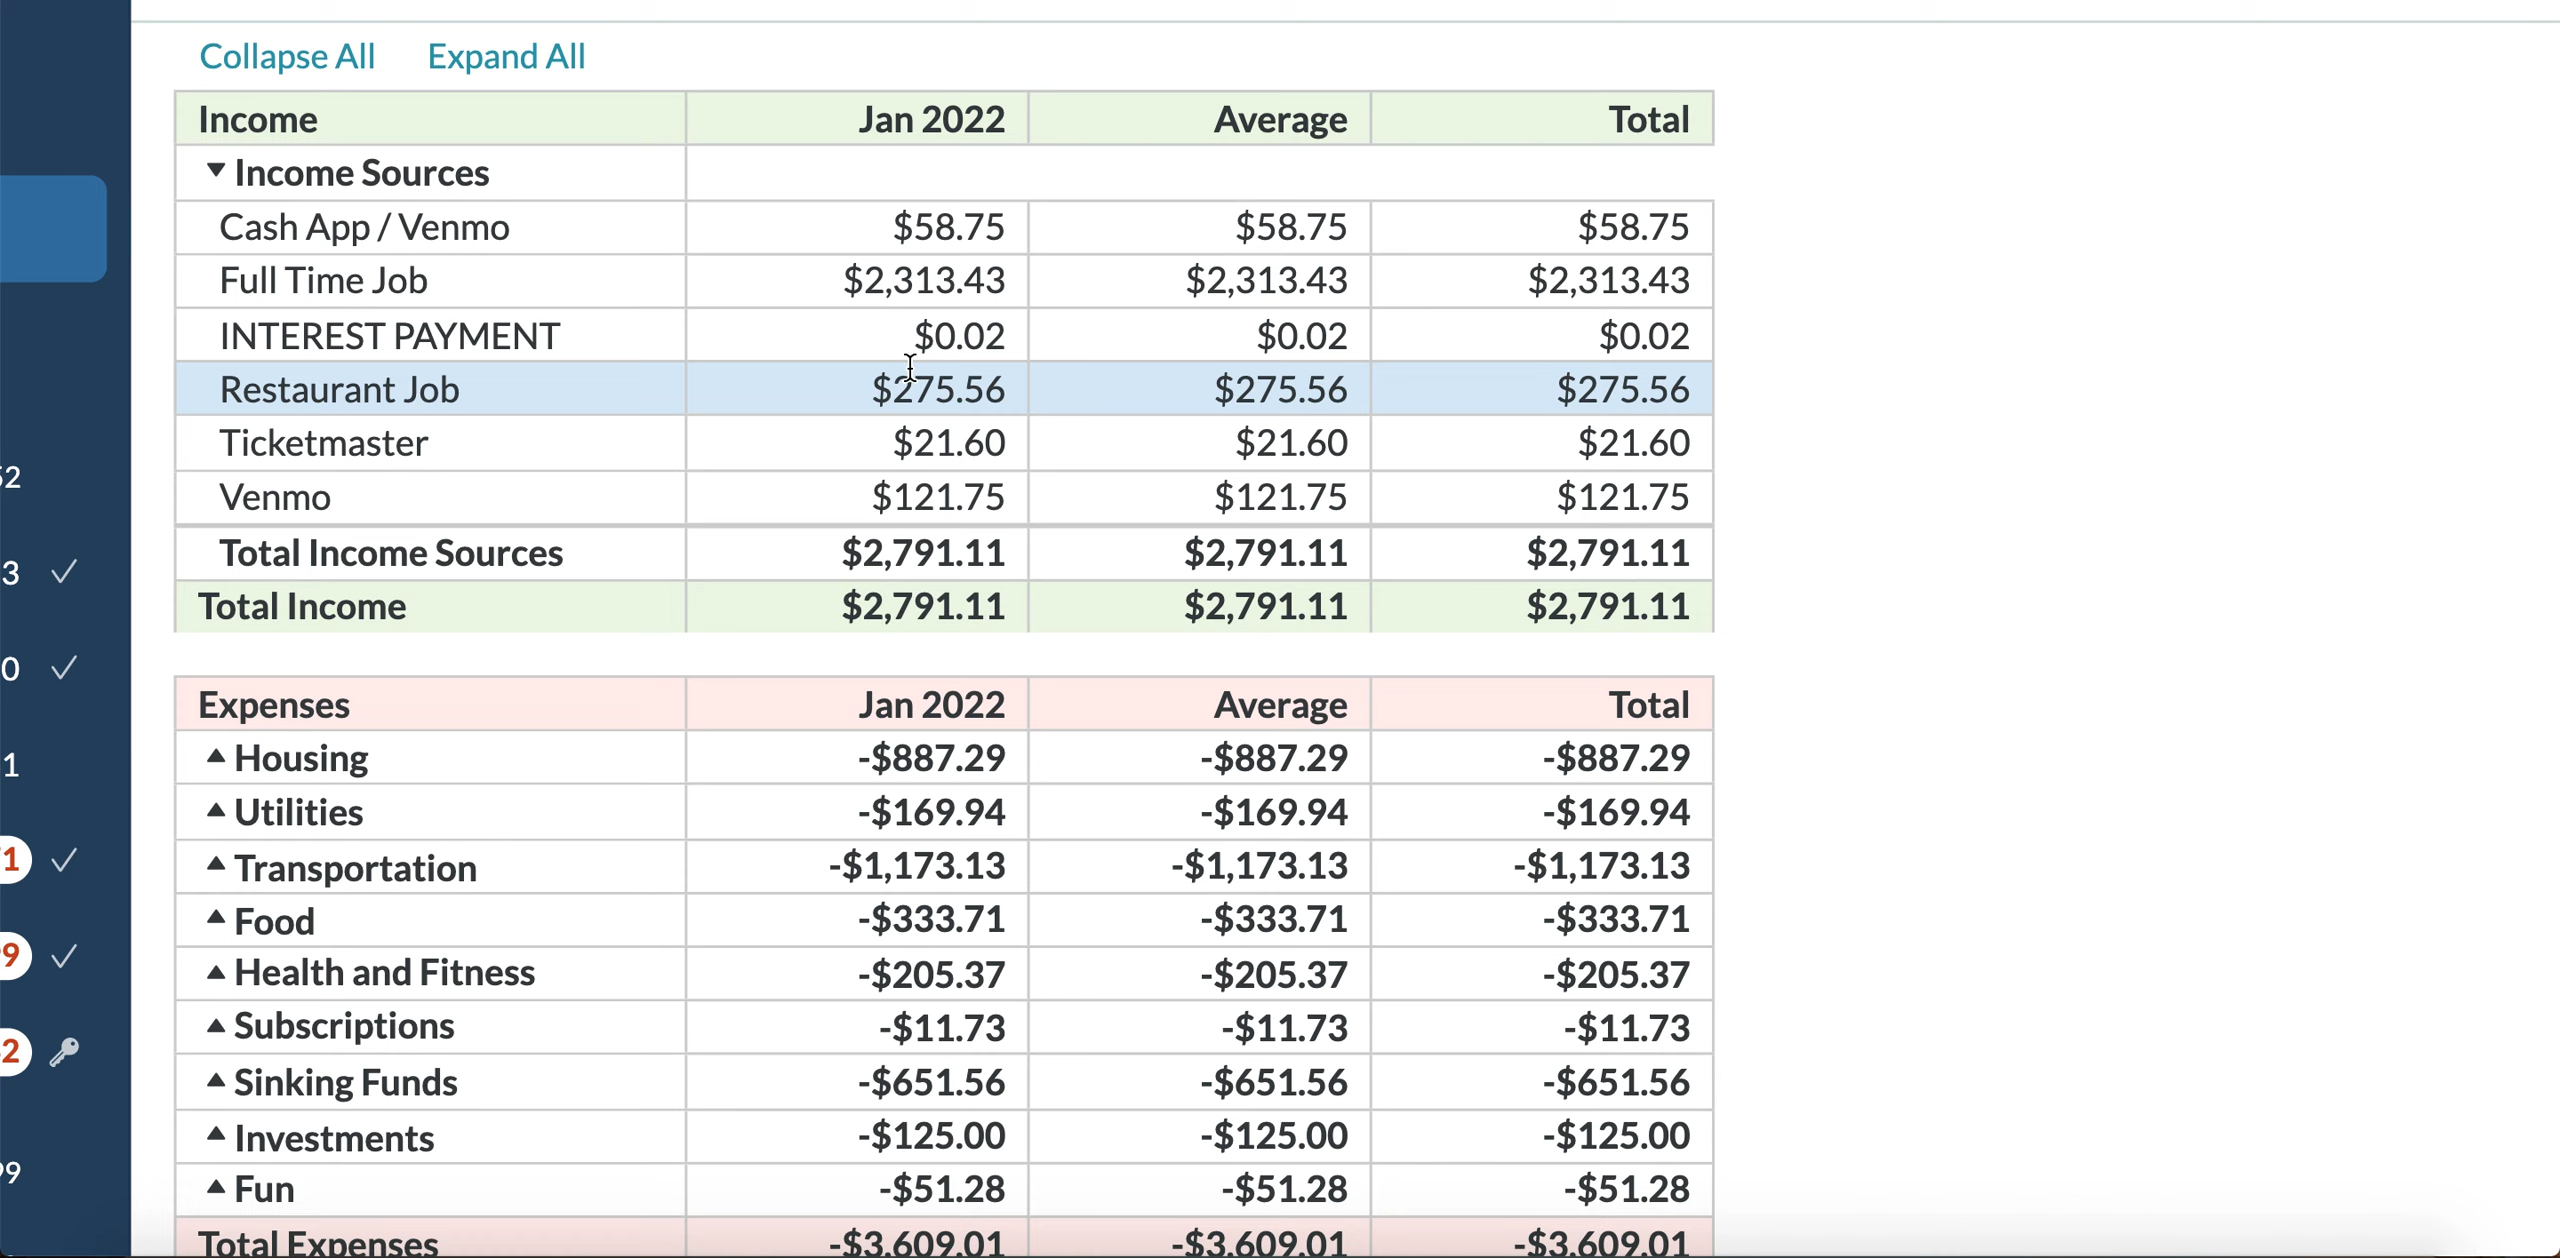 Collapse All Expand All
Income Jan 2022 Average Total
Income Sources
Cash App / Venmo $58.75 $58.75 $58.75
Full Time Job $2,313.43 $2,313.43 $2,313.43
INTEREST PAYMENT $0.02 $0.02 $0.02
Restaurant Job $275.56 $275.56 $275.56
Ticketmaster $21.60 $21.60 $21.60
Venmo $121.75 $121.75 $121.75
Total Income Sources $2,791.11 $2,791.11 $2,791.11
Total Income $2,791.11 $2,791.11 $2,791.11
Expenses Jan 2022 Average Total
Housing -$887.29 -$887.29 -$887.29
Utilities -$169.94 -$169.94 -$169.94
Transportation -$1,173.13 -$1,173.13 -$1,173.13
Food -$333.71 -$333.71 -$333.71
Health and Fitness -$205.37 -$205.37 -$205.37
Subscriptions -$11.73 -$11.73 -$11.73
Sinking Funds -$651.56 -$651.56 -$651.56
Investments -$125.00 -$125.00 -$125.00
Fun -$51.28 -$51.28 -$51.28
Total Expenses -$3,609.01 -$3,609.01 -$3,609.01